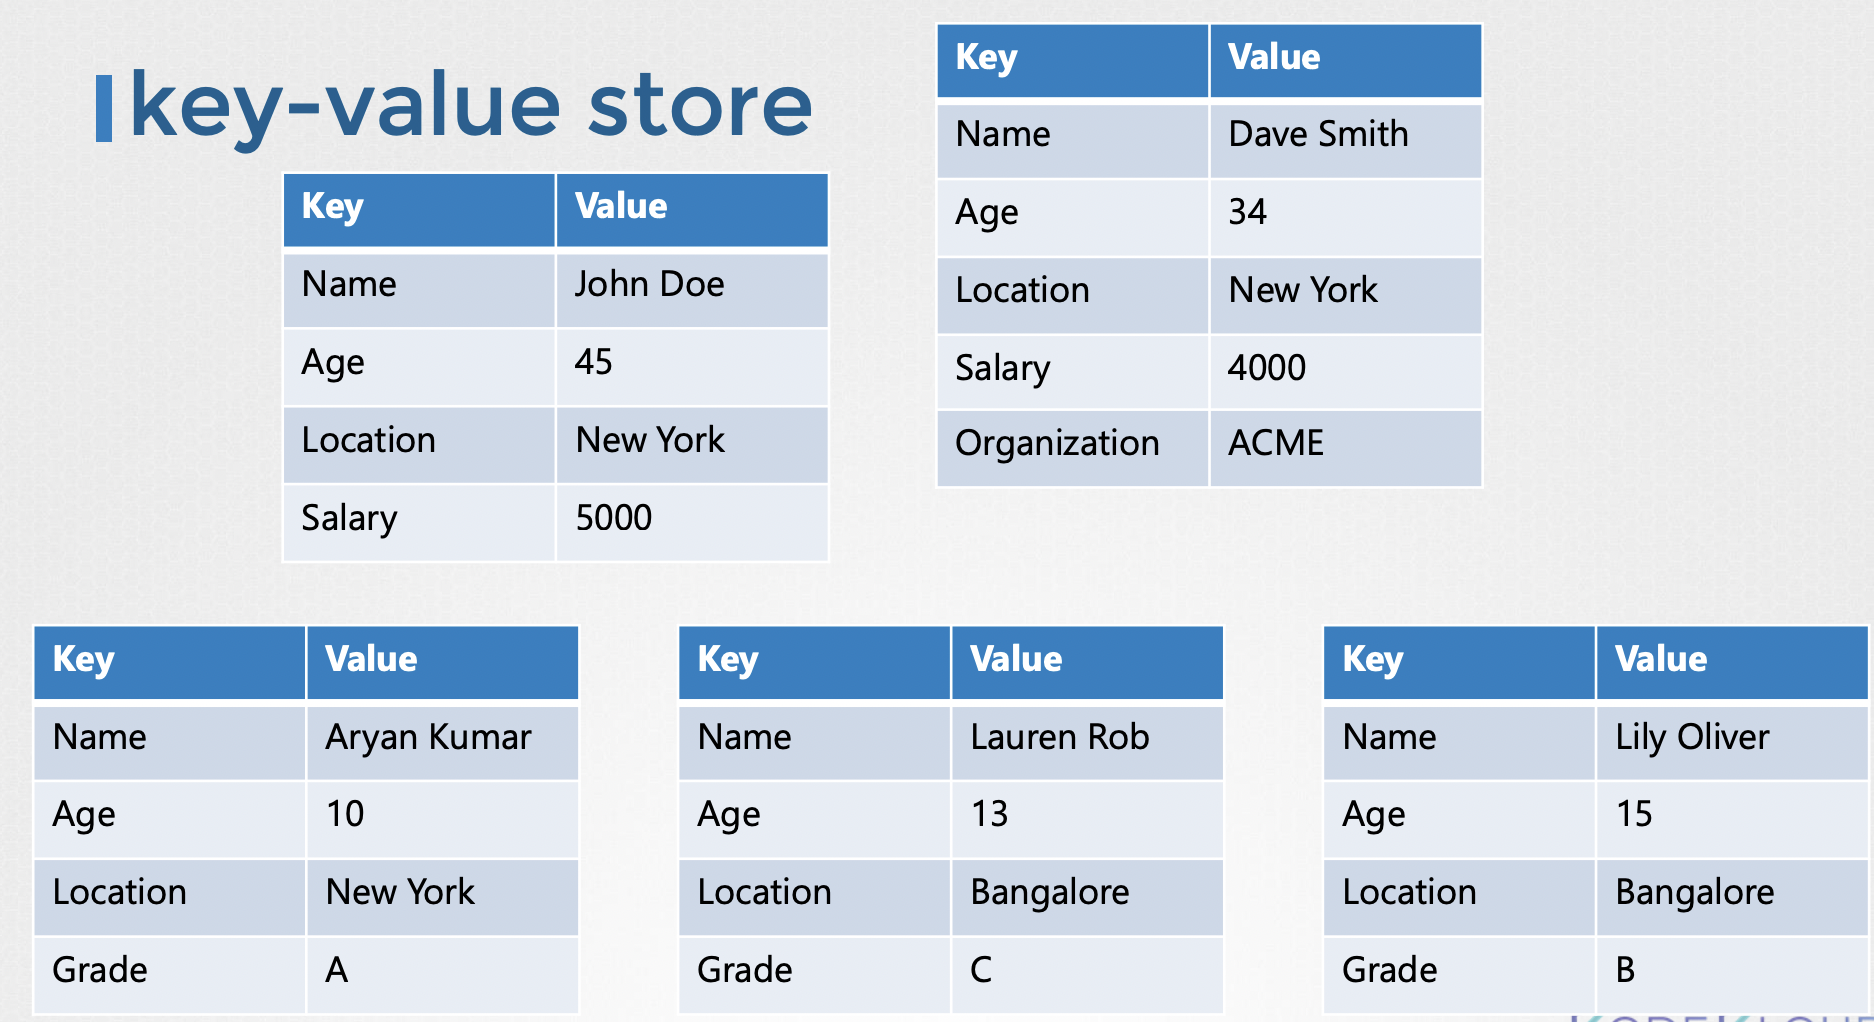 key-value store
Key Value
Name John Doe
Age 45
Location New York
Salary 5000
Key Value
Name Dave Smith
Age 34
Location New York
Salary 4000
Organization ACME
Key Value
Name Aryan Kumar
Age 10
Location New York
Grade A
Key Value
Name Lauren Rob
Age 13
Location Bangalore
Grade C
Key Value
Name Lily Oliver
Age 15
Location Bangalore
Grade B